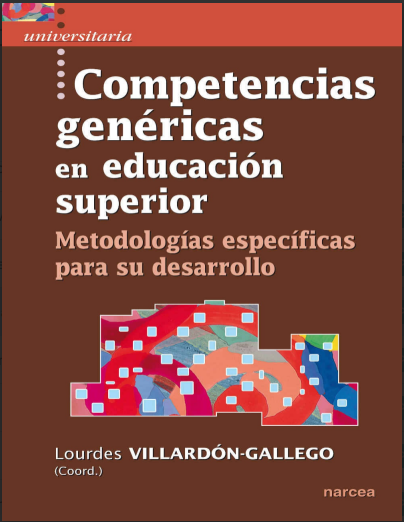 universitaria
Competencias
genéricas
en educación
superior
Metodologías específicas
para su desarrollo
Lourdes VILLARDÓN-GALLEGO
(Coord.)
narcea